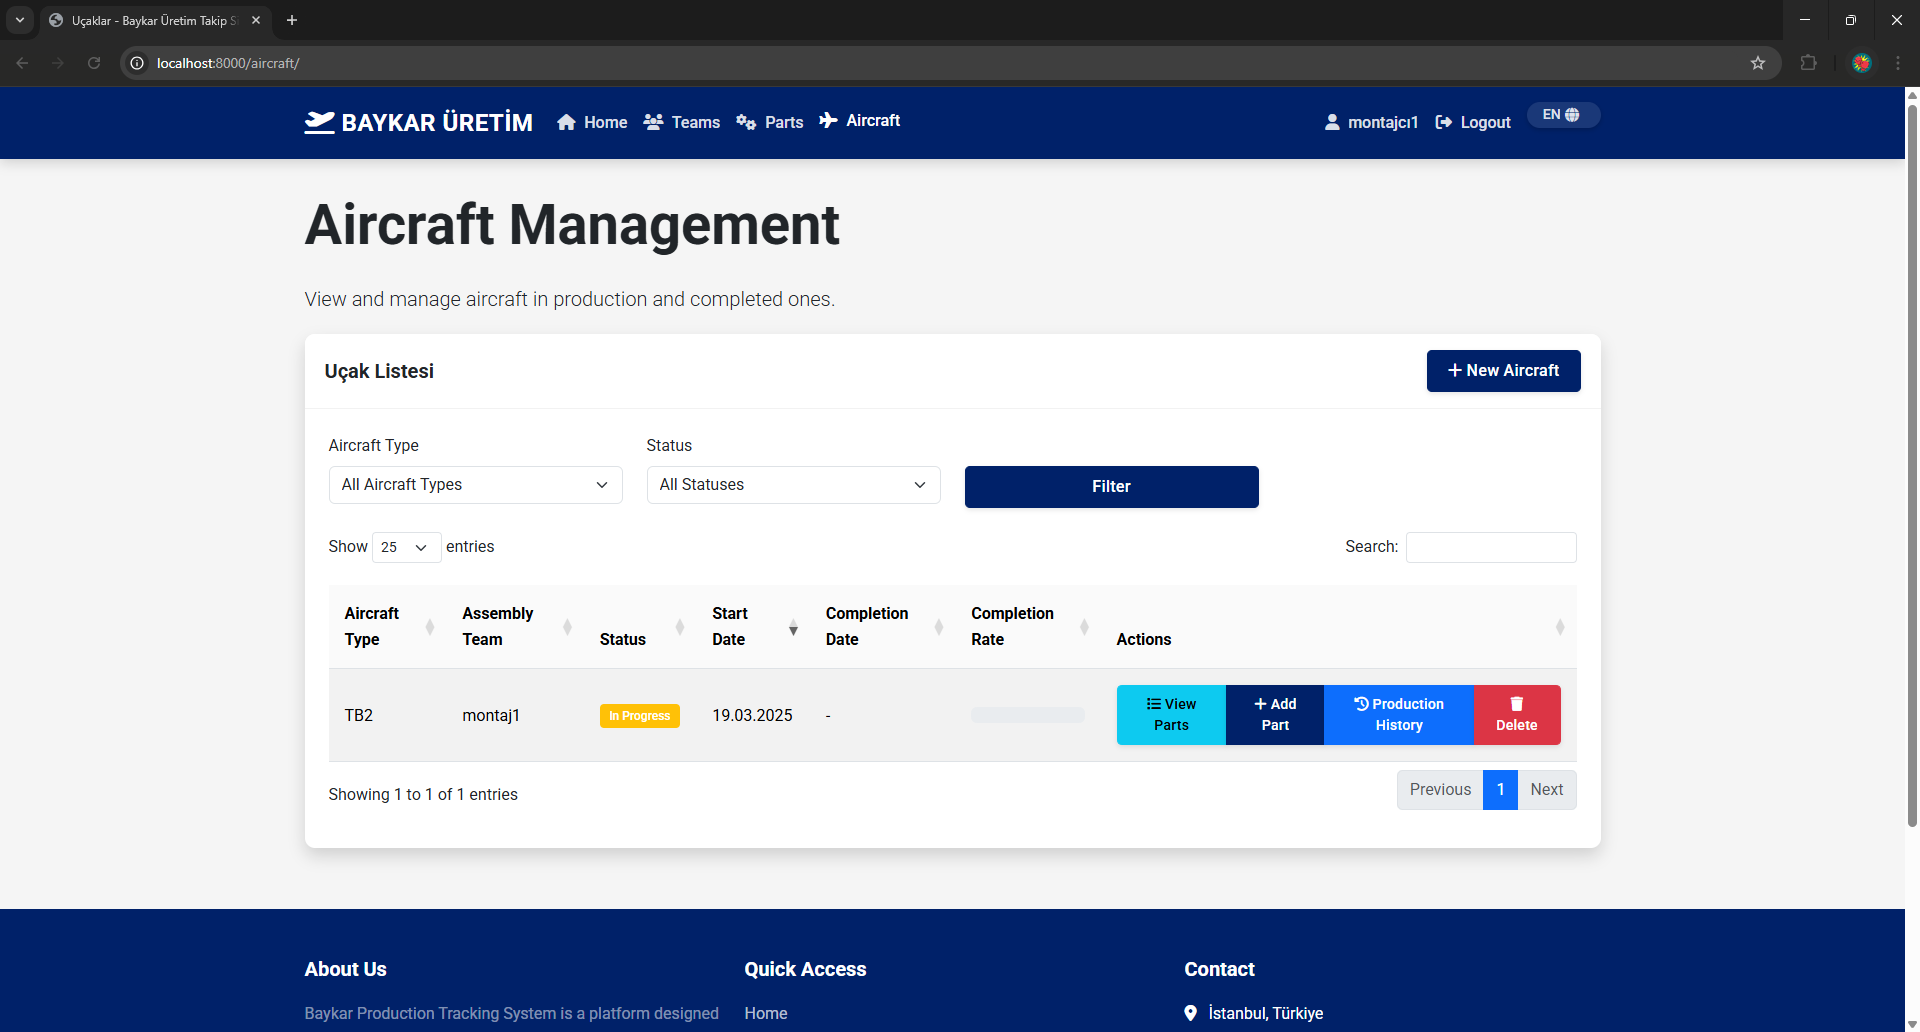 Uçaklar - Baykar Üretim Takip S
localhost:8000/aircraft/
BAYKAR ÜRETİM Home Teams Parts Aircraft montajcı1 Logout EN
Aircraft Management
View and manage aircraft in production and completed ones.
Uçak Listesi
New Aircraft
Aircraft Type
Status
All Aircraft Types
All Statuses
Filter
Show 25 entries
Search:
Aircraft Type
Assembly Team
Status
Start Date
Completion Date
Completion Rate
Actions
TB2
montaj1
In Progress
19.03.2025
-
View Parts
Add Part
Production History
Delete
Showing 1 to 1 of 1 entries
Previous 1 Next
About Us
Quick Access
Contact
Baykar Production Tracking System is a platform designed
Home
İstanbul, Türkiye